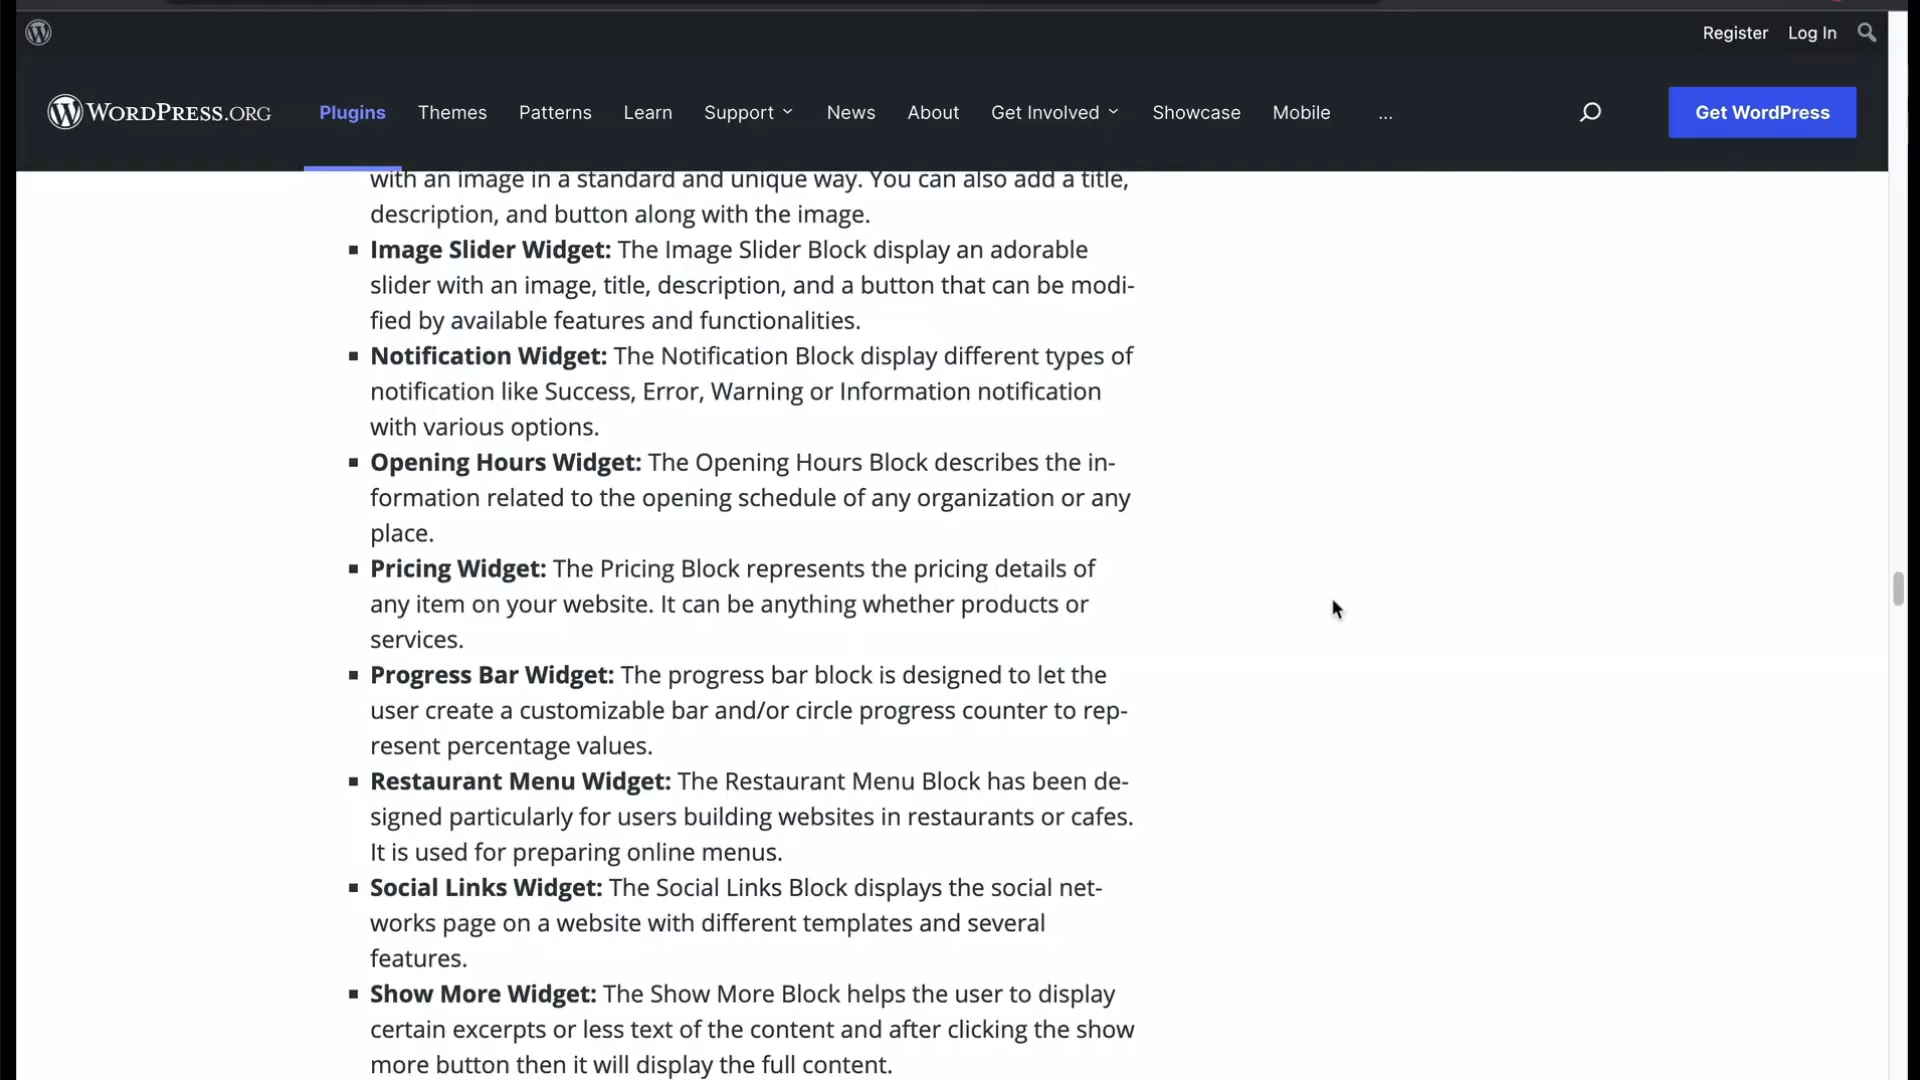 Register Log In
WORDPRESS.ORG Plugins Themes Patterns Learn Support News About Get Involved Showcase Mobile ... Get WordPress
with an image in a standard and unique way. You can also add a title,
description, and button along with the image.
▪ Image Slider Widget: The Image Slider Block display an adorable
slider with an image, title, description, and a button that can be modi-
fied by available features and functionalities.
▪ Notification Widget: The Notification Block display different types of
notification like Success, Error, Warning or Information notification
with various options.
▪ Opening Hours Widget: The Opening Hours Block describes the in-
formation related to the opening schedule of any organization or any
place.
▪ Pricing Widget: The Pricing Block represents the pricing details of
any item on your website. It can be anything whether products or
services.
▪ Progress Bar Widget: The progress bar block is designed to let the
user create a customizable bar and/or circle progress counter to rep-
resent percentage values.
▪ Restaurant Menu Widget: The Restaurant Menu Block has been de-
signed particularly for users building websites in restaurants or cafes.
It is used for preparing online menus.
▪ Social Links Widget: The Social Links Block displays the social net-
works page on a website with different templates and several
features.
▪ Show More Widget: The Show More Block helps the user to display
certain excerpts or less text of the content and after clicking the show
more button then it will display the full content.